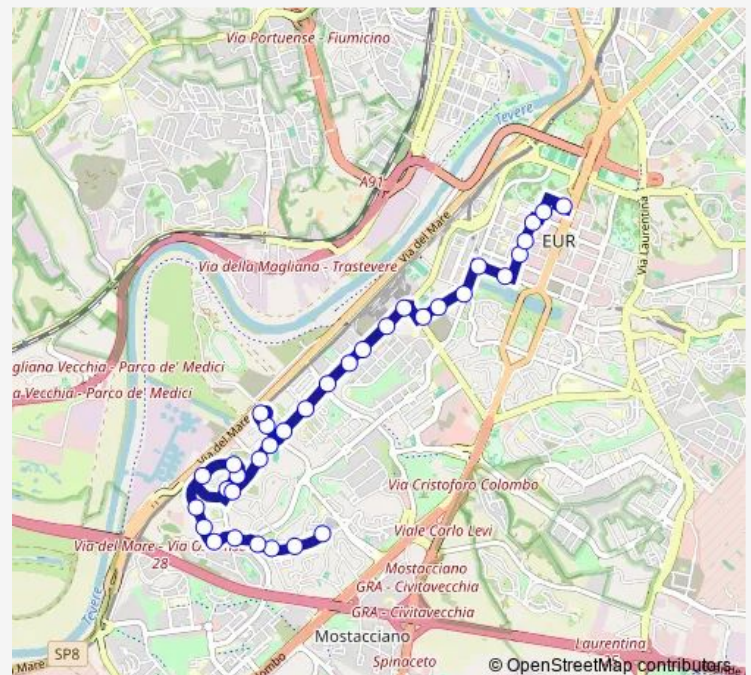 Via Portuense - Fiumicino
Tevere
A91
Via del Mare
Via Laurentina
EUR
Via della Magliana - Trastevere
gliana Vecchia - Parco de' Medici
a Vecchia - Parco de' Medici
Via del Mare
Via Cristoforo Colombo
Viale Carlo Levi
Via del Mare - Via O
28
Mostacciano
GRA - Civitavecchia
GRA - Civitavecchia
Tevere
Mostacciano
Laurentina
SP8
Mare
ombo
Spinaceto
© OpenStreetMap contributors